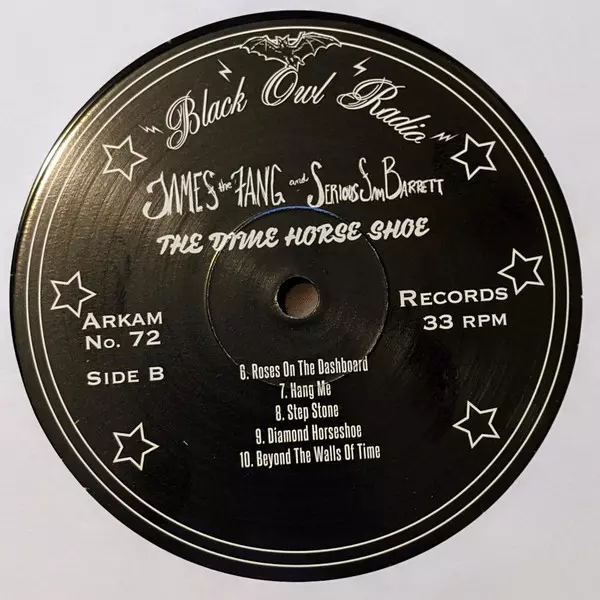 Black Owl Radio
JAMES the FANG and SERIOUS SAM BARRETT
THE DIME HORSE SHOE
ARKAM
No. 72
SIDE B
RECORDS
33 RPM
6. Roses On The Dashboard
7. Hang Me
8. Step Stone
9. Diamond Horseshoe
10. Beyond The Walls Of Time